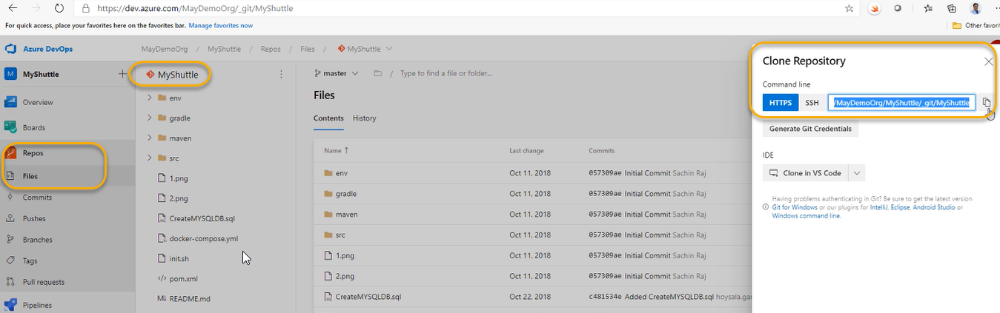 https://dev.azure.com/MayDemoOrg/_git/MyShuttle
For quick access, place your favorites here on the favorites bar. Manage favorites now
Other favori
Azure DevOps
MayDemoOrg / MyShuttle / Repos / Files / MyShuttle
M MyShuttle +
Overview
Boards
Repos
Files
Commits
Pushes
Branches
Tags
Pull requests
Pipelines
MyShuttle
env
gradle
maven
src
1.png
2.png
CreateMYSQLDB.sql
docker-compose.yml
init.sh
pom.xml
M↓ README.md
master / Type to find a file or folder...
Files
Contents History
Name ↑ Last change Commits
env Oct 11, 2018 057309ae Initial Commit Sachin Raj
gradle Oct 11, 2018 057309ae Initial Commit Sachin Raj
maven Oct 11, 2018 057309ae Initial Commit Sachin Raj
src Oct 11, 2018 057309ae Initial Commit Sachin Raj
1.png Oct 11, 2018 057309ae Initial Commit Sachin Raj
2.png Oct 11, 2018 057309ae Initial Commit Sachin Raj
CreateMYSQLDB.sql Oct 22, 2018 c481534e Added CreateMYSQLDB.sql hoysala.gar
Clone Repository
Command line
HTTPS SSH /MayDemoOrg/MyShuttle/_git/MyShuttle
Generate Git Credentials
IDE
Clone in VS Code
Having problems authenticating in Git? Be sure to get the latest version
Git for Windows or our plugins for IntelliJ, Eclipse, Android Studio or
Windows command line.